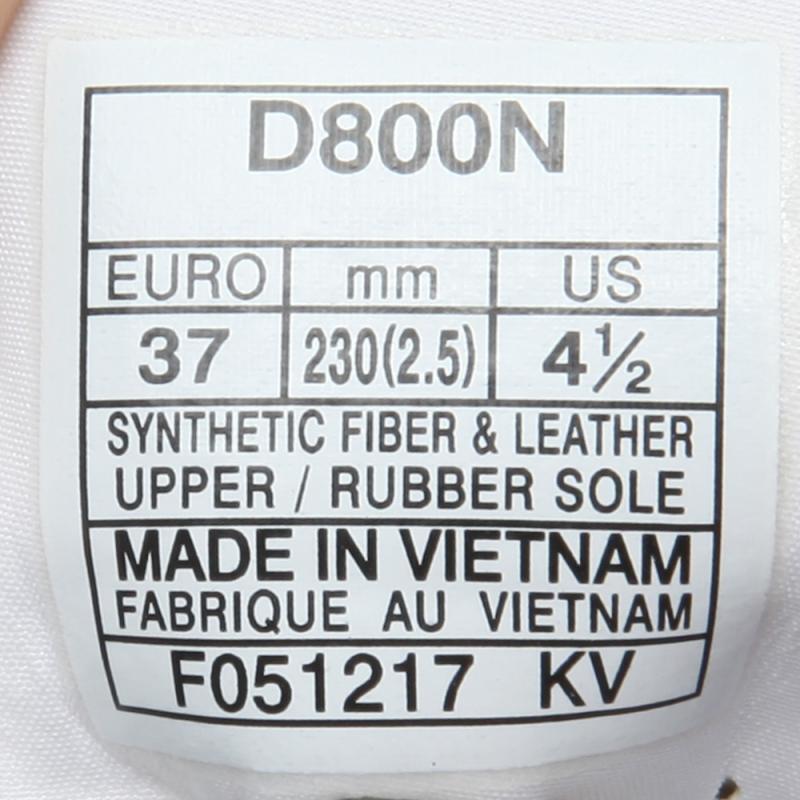 D800N
EURO mm US
37 230(2.5) 4½
SYNTHETIC FIBER & LEATHER
UPPER / RUBBER SOLE
MADE IN VIETNAM
FABRIQUE AU VIETNAM
F051217 KV